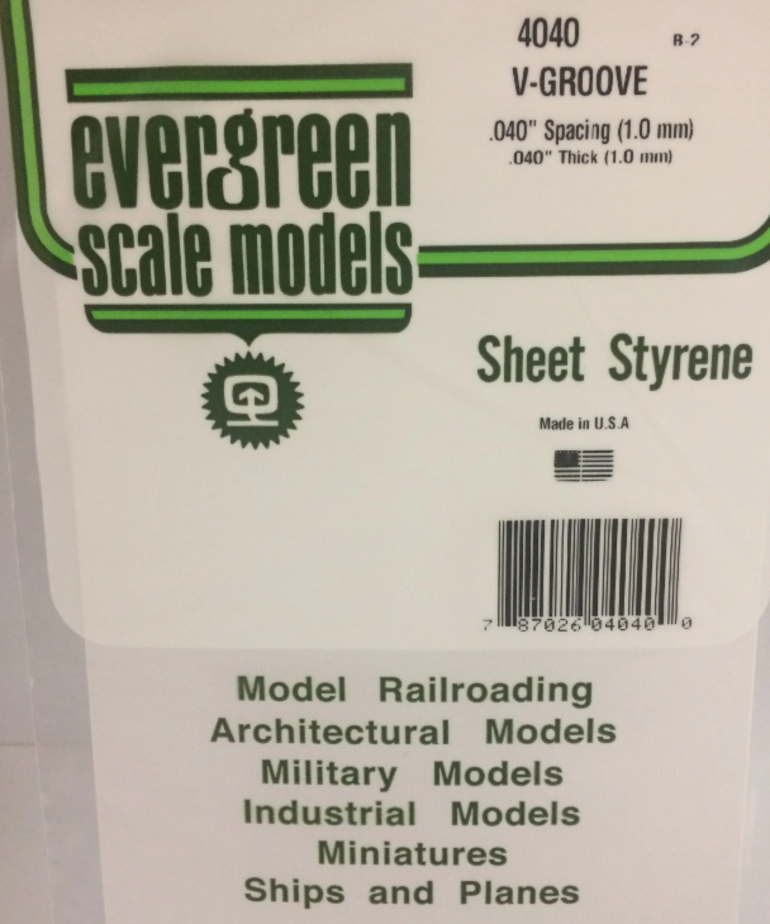 4040 B-2
V-GROOVE
.040" Spacing (1.0 mm)
.040" Thick (1.0 mm)
evergreen
scale models
Sheet Styrene
Made in U.S.A
7 87026 04040 0
Model Railroading
Architectural Models
Military Models
Industrial Models
Miniatures
Ships and Planes